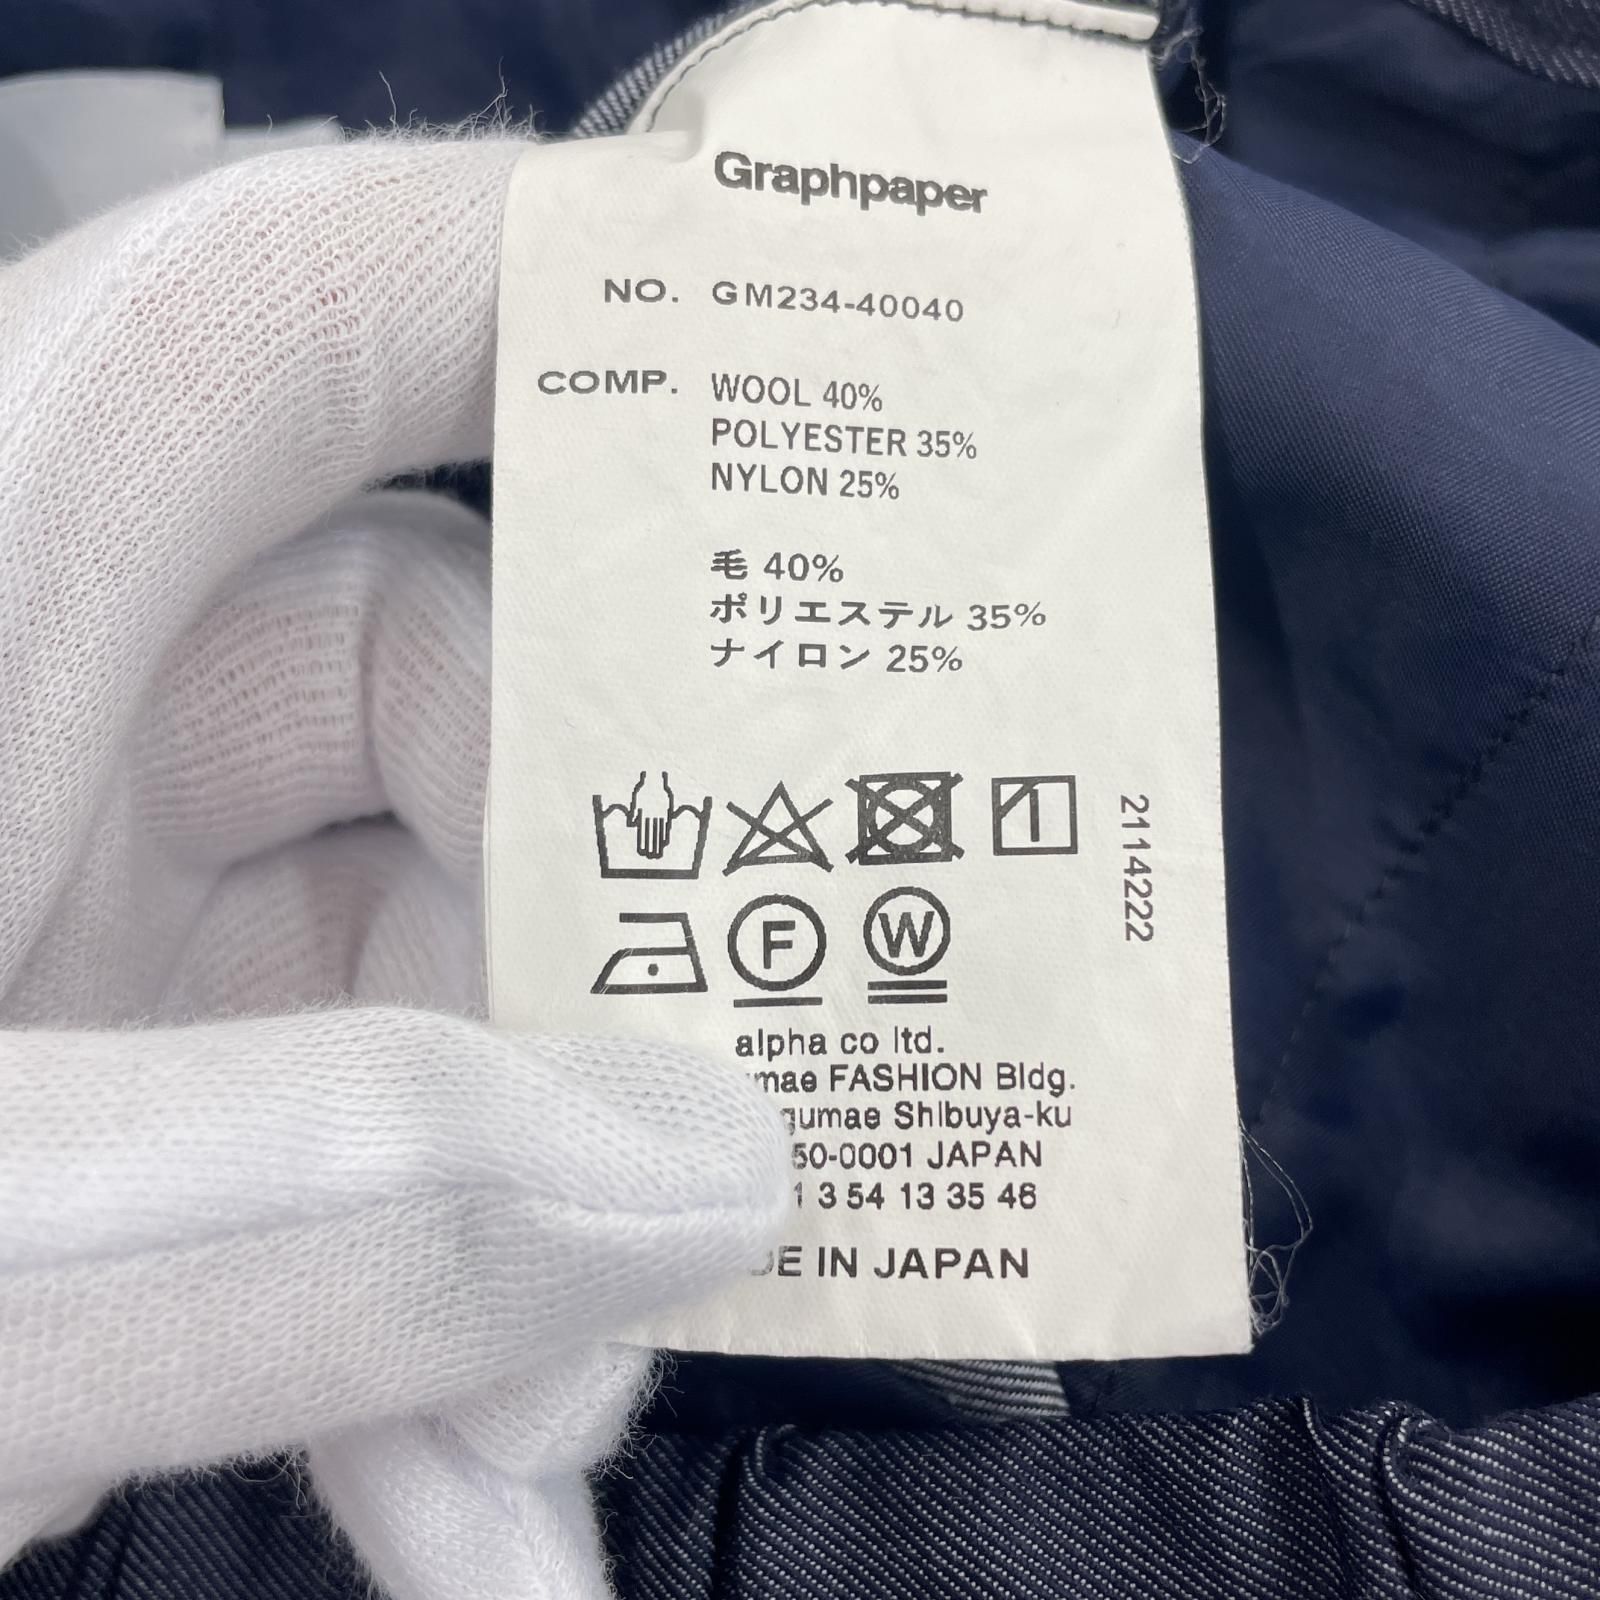 Graphpaper
NO. GM234-40040
COMP. WOOL 40%
POLYESTER 35%
NYLON 25%
毛 40%
ポリエステル 35%
ナイロン 25%
2114222
F W
alpha co ltd.
FASHION Bldg.
Shibuya-ku
JAPAN
3 54 13 35 46
IN JAPAN